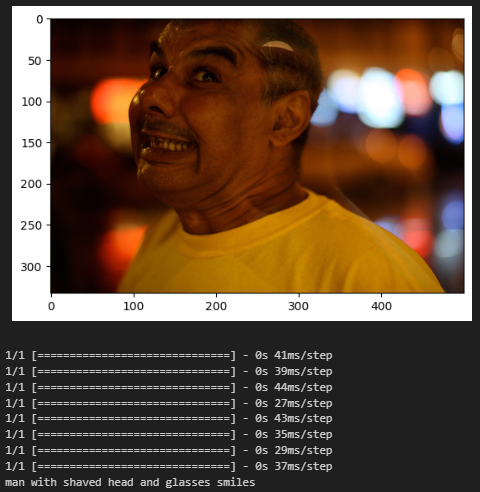 0
50
100
150
200
250
300
0 100 200 300 400
1/1 [==============================] - 0s 41ms/step
1/1 [==============================] - 0s 39ms/step
1/1 [==============================] - 0s 44ms/step
1/1 [==============================] - 0s 27ms/step
1/1 [==============================] - 0s 43ms/step
1/1 [==============================] - 0s 35ms/step
1/1 [==============================] - 0s 29ms/step
1/1 [==============================] - 0s 37ms/step
man with shaved head and glasses smiles